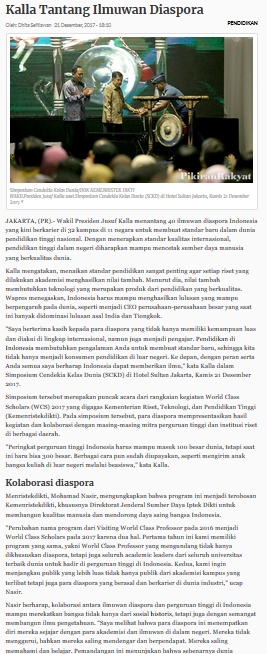 Kalla Tantang Ilmuwan Diaspora
Oleh: Dhita Seftiawan 21 Desember, 2017 - 18:10
PENDIDIKAN
PikiranRakyat
Simposium Cendekia Kelas Dunia/DOK KEMENRISTEK DIKTI
WAKIL Presiden Jusuf Kalla usai Simposium Cendekia Kelas Dunia (SCKD) di Hotel Sultan Jakarta, Kamis 21 Desember
2017.*
JAKARTA, (PR).- Wakil Presiden Jusuf Kalla menantang 40 ilmuwan diaspora Indonesia
yang kini berkarier di 32 kampus di 11 negara untuk membuat standar baru dalam dunia
pendidikan tinggi nasional. Dengan menerapkan standar kualitas internasional,
pendidikan tinggi dalam negeri diharapkan mampu mencetak sumber daya manusia
yang berkualitas dunia.
Kalla mengatakan, menaikan standar pendidikan sangat penting agar setiap riset yang
dilakukan akademisi menghasilkan nilai tambah. Menurut dia, nilai tambah
membutuhkan teknologi yang merupakan produk dari pendidikan yang berkualitas.
Wapres menegaskan, Indonesia harus mampu menghasilkan lulusan yang mampu
berpengaruh pada dunia, seperti menjadi CEO perusahaan-perusahaan besar yang saat
ini banyak didominasi lulusan asal India dan Tiongkok.
"Saya berterima kasih kepada para diaspora yang tidak hanya memiliki kemampuan luas
dan diakui di lingkup internasional, namun juga menjadi pengajar. Pendidikan di
Indonesia membutuhkan pengalaman Anda untuk membuat standar baru, sehingga kita
tidak hanya menjadi konsumen pendidikan di luar negeri. Ke depan, dengan peran serta
Anda semua saya berharap Indonesia dapat memberikan ilmu," kata Kalla dalam
Simposium Cendekia Kelas Dunia (SCKD) di Hotel Sultan Jakarta, Kamis 21 Desember
2017.
Simposium tersebut merupakan puncak acara dari rangkaian kegiatan World Class
Scholars (WCS) 2017 yang digagas Kementerian Riset, Teknologi, dan Pendidikan Tinggi
(Kemenristekdikti). Pada simposium tersebut, para diaspora mempresentasikan hasil
kegiatan dan kolaborasi dengan masing-masing mitra perguruan tinggi dan institusi riset
di berbagai daerah.
"Peringkat perguruan tinggi Indonesia harus mampu masuk 100 besar dunia, tetapi saat
ini baru bisa 300 besar. Berbagai cara pun sudah diupayakan, seperti mengirim anak
bangsa kuliah di luar negeri melalui beasiswa," kata Kalla.
Kolaborasi diaspora
Menristekdikti, Mohamad Nasir, mengungkapkan bahwa program ini menjadi terobosan
Kemenristekdikti, khususnya Direktorat Jenderal Sumber Daya Iptek Dikti untuk
membangun kualitas manusia dan mendorong daya saing bangsa Indonesia.
"Perubahan nama program dari Visiting World Class Professor pada 2016 menjadi
World Class Scholars pada 2017 karena dua hal. Pertama tahun ini kami memiliki
program yang sama, yakni World Class Professor yang mengundang tidak hanya
dikhususkan diaspora, tetapi juga seluruh academic leaders dari seluruh universitas
terbaik dunia untuk hadir di perguruan tinggi di Indonesia. Kedua, kami ingin
menjangkau publik yang lebih luas tidak hanya publik dari akademisi kampus yang
terlibat tetapi juga para diaspora yang berasal dan berkarier di dunia industri," ucap
Nasir.
Nasir berharap, kolaborasi antara ilmuwan diaspora dan perguruan tinggi di Indonesia
mampu merekatkan bangsa tidak hanya dari social historis, tetapi juga dengan semangat
membangun ilmu pengetahuan. "Saya melihat bahwa para diaspora ini menempatkan
diri mereka sejajar dengan para akademisi dan ilmuwan di dalam negeri. Mereka tidak
menggurui, bahkan mereka saling mendengar dan berpendapat. Mereka saling
memahami dan belajar. Pemandangan ini menunjukan bahwa sebenarnya dunia